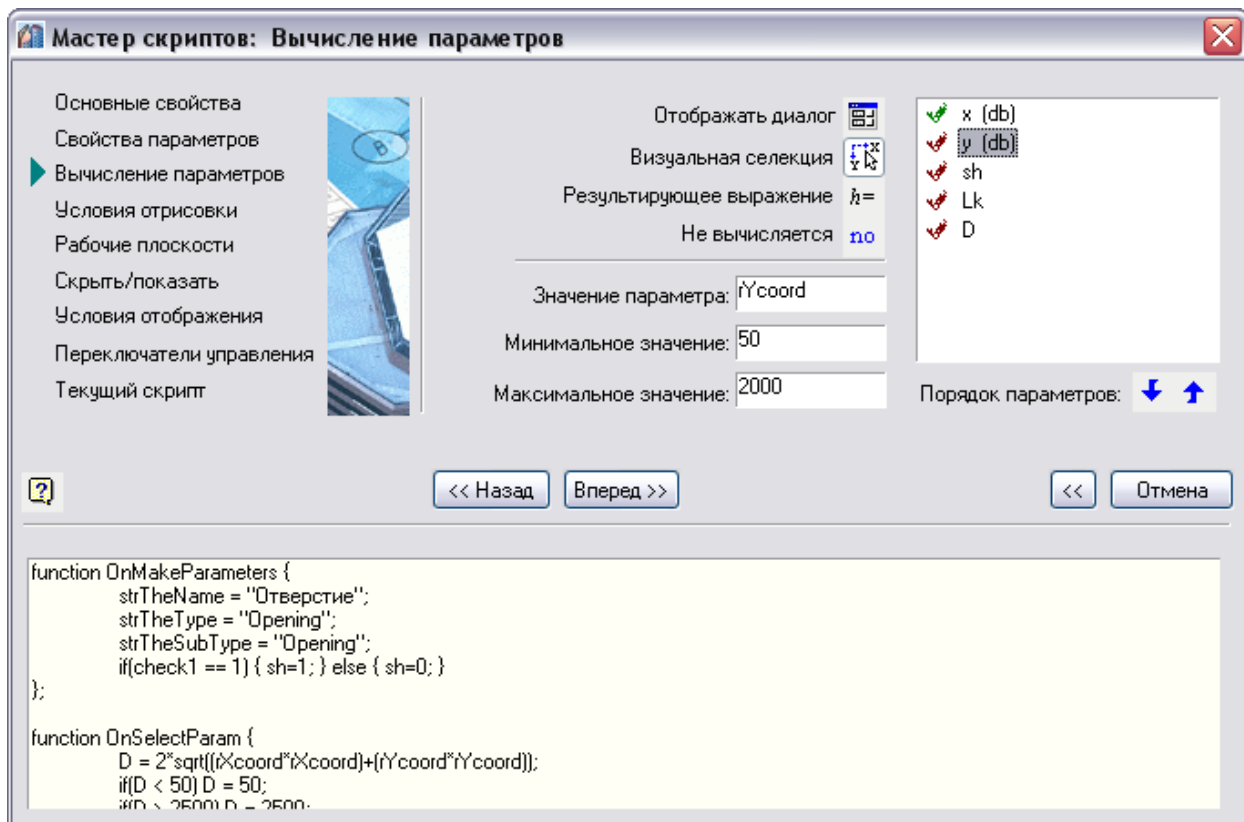 Мастер скриптов: Вычисление параметров
Основные свойства
Свойства параметров
Вычисление параметров
Условия отрисовки
Рабочие плоскости
Скрыть/показать
Условия отображения
Переключатели управления
Текущий скрипт
B
Отображать диалог
Визуальная селекция
Результирующее выражение h=
Не вычисляется no
Значение параметра: rYcoord
Минимальное значение: 50
Максимальное значение: 2000
x (db)
y (db)
sh
Lk
D
Порядок параметров:
?
<< Назад
Вперед >>
<<
Отмена
function OnMakeParameters {
strTheName = "Отверстие";
strTheType = "Opening";
strTheSubType = "Opening";
if(check1 == 1) { sh=1; } else { sh=0; }
};
function OnSelectParam {
D = 2*sqrt((rXcoord*rXcoord)+(rYcoord*rYcoord));
if(D < 50) D = 50;
if(D > 2500) D = 2500;